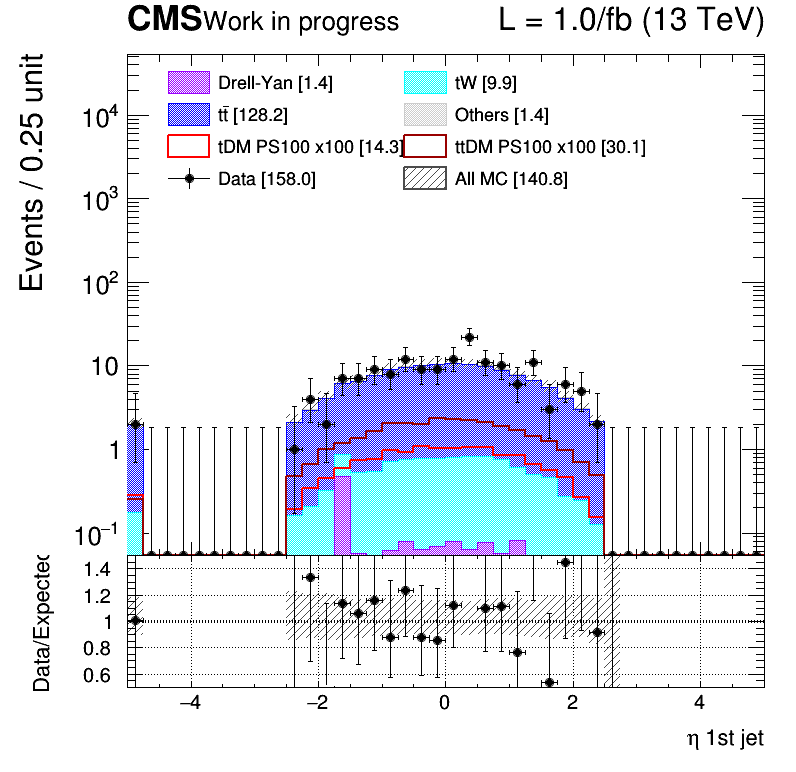 CMS Work in progress L = 1.0/fb (13 TeV)
Events / 0.25 unit
Drell-Yan [1.4] tW [9.9]
tt̄ [128.2] Others [1.4]
tDM PS100 x100 [14.3] ttDM PS100 x100 [30.1]
Data [158.0] All MC [140.8]
10⁴
10³
10²
10
1
10⁻¹
Data/Expected
1.4
1.2
1
0.8
0.6
−4 −2 0 2 4
η 1st jet